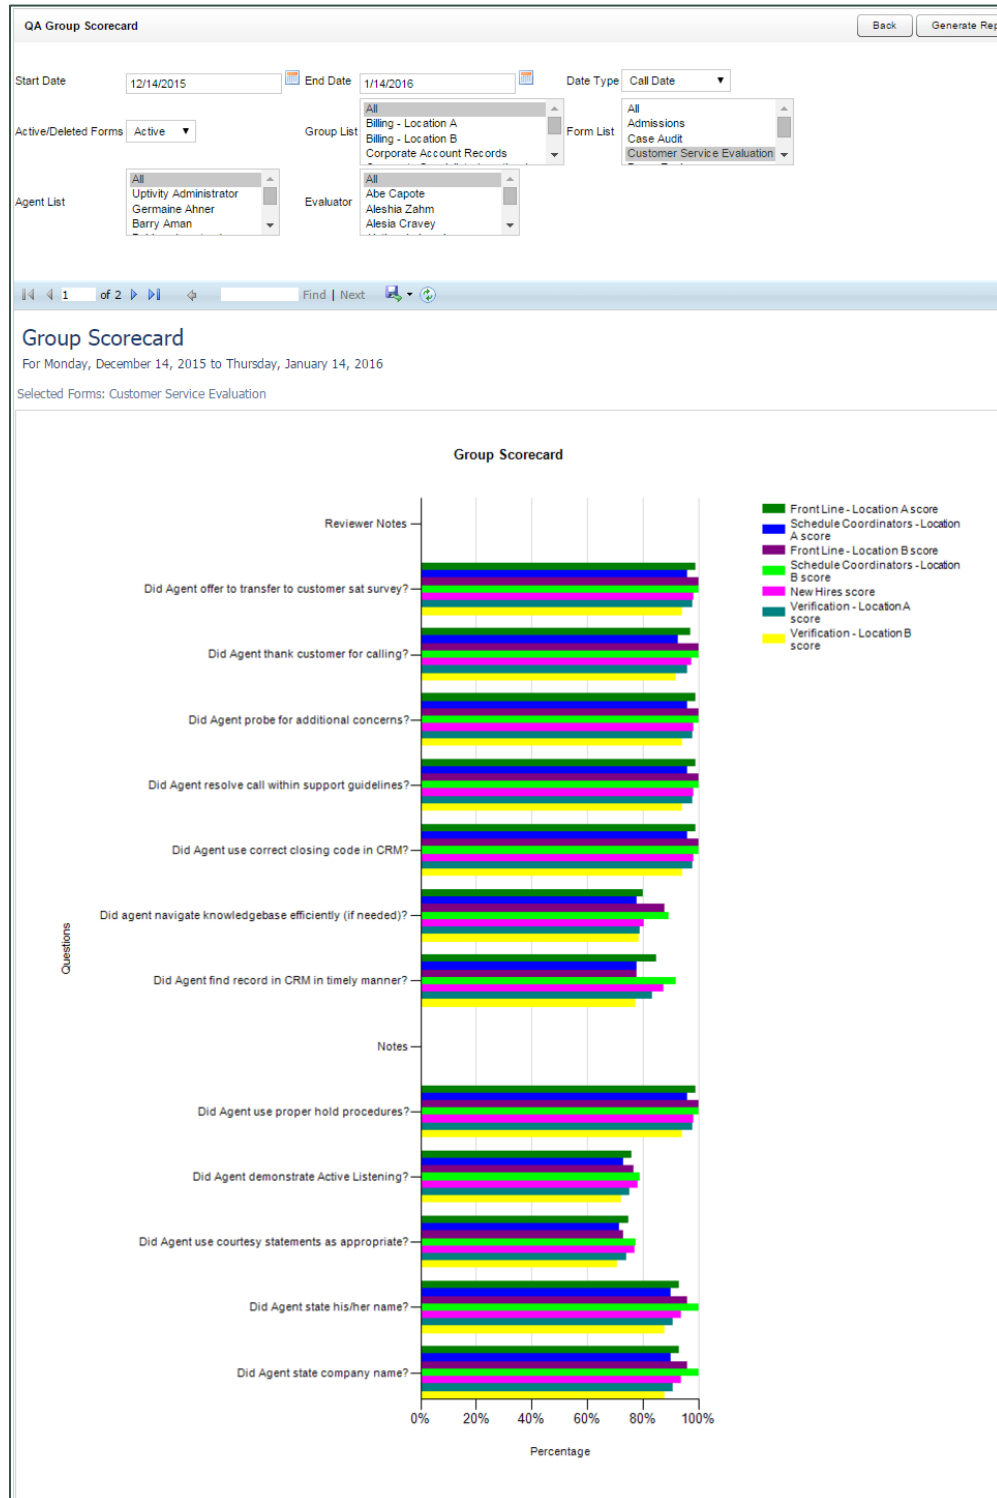 QA Group Scorecard
Back
Generate Rep
Start Date
12/14/2015
End Date
1/14/2016
Date Type
Call Date
Active/Deleted Forms
Active
Group List
All
Billing - Location A
Billing - Location B
Corporate Account Records
Form List
All
Admissions
Case Audit
Customer Service Evaluation
Agent List
All
Uptivity Administrator
Germaine Ahner
Barry Aman
Evaluator
All
Abe Capote
Aleshia Zahm
Alesia Cravey
1 of 2
Find | Next
Group Scorecard
For Monday, December 14, 2015 to Thursday, January 14, 2016
Selected Forms: Customer Service Evaluation
Group Scorecard
Front Line - Location A score
Schedule Coordinators - Location
A score
Front Line - Location B score
Schedule Coordinators - Location
B score
New Hires score
Verification - Location A
score
Verification - Location B
score
Questions
Reviewer Notes
Did Agent offer to transfer to customer sat survey?
Did Agent thank customer for calling?
Did Agent probe for additional concerns?
Did Agent resolve call within support guidelines?
Did Agent use correct closing code in CRM?
Did agent navigate knowledgebase efficiently (if needed)?
Did Agent find record in CRM in timely manner?
Notes
Did Agent use proper hold procedures?
Did Agent demonstrate Active Listening?
Did Agent use courtesy statements as appropriate?
Did Agent state his/her name?
Did Agent state company name?
0% 20% 40% 60% 80% 100%
Percentage